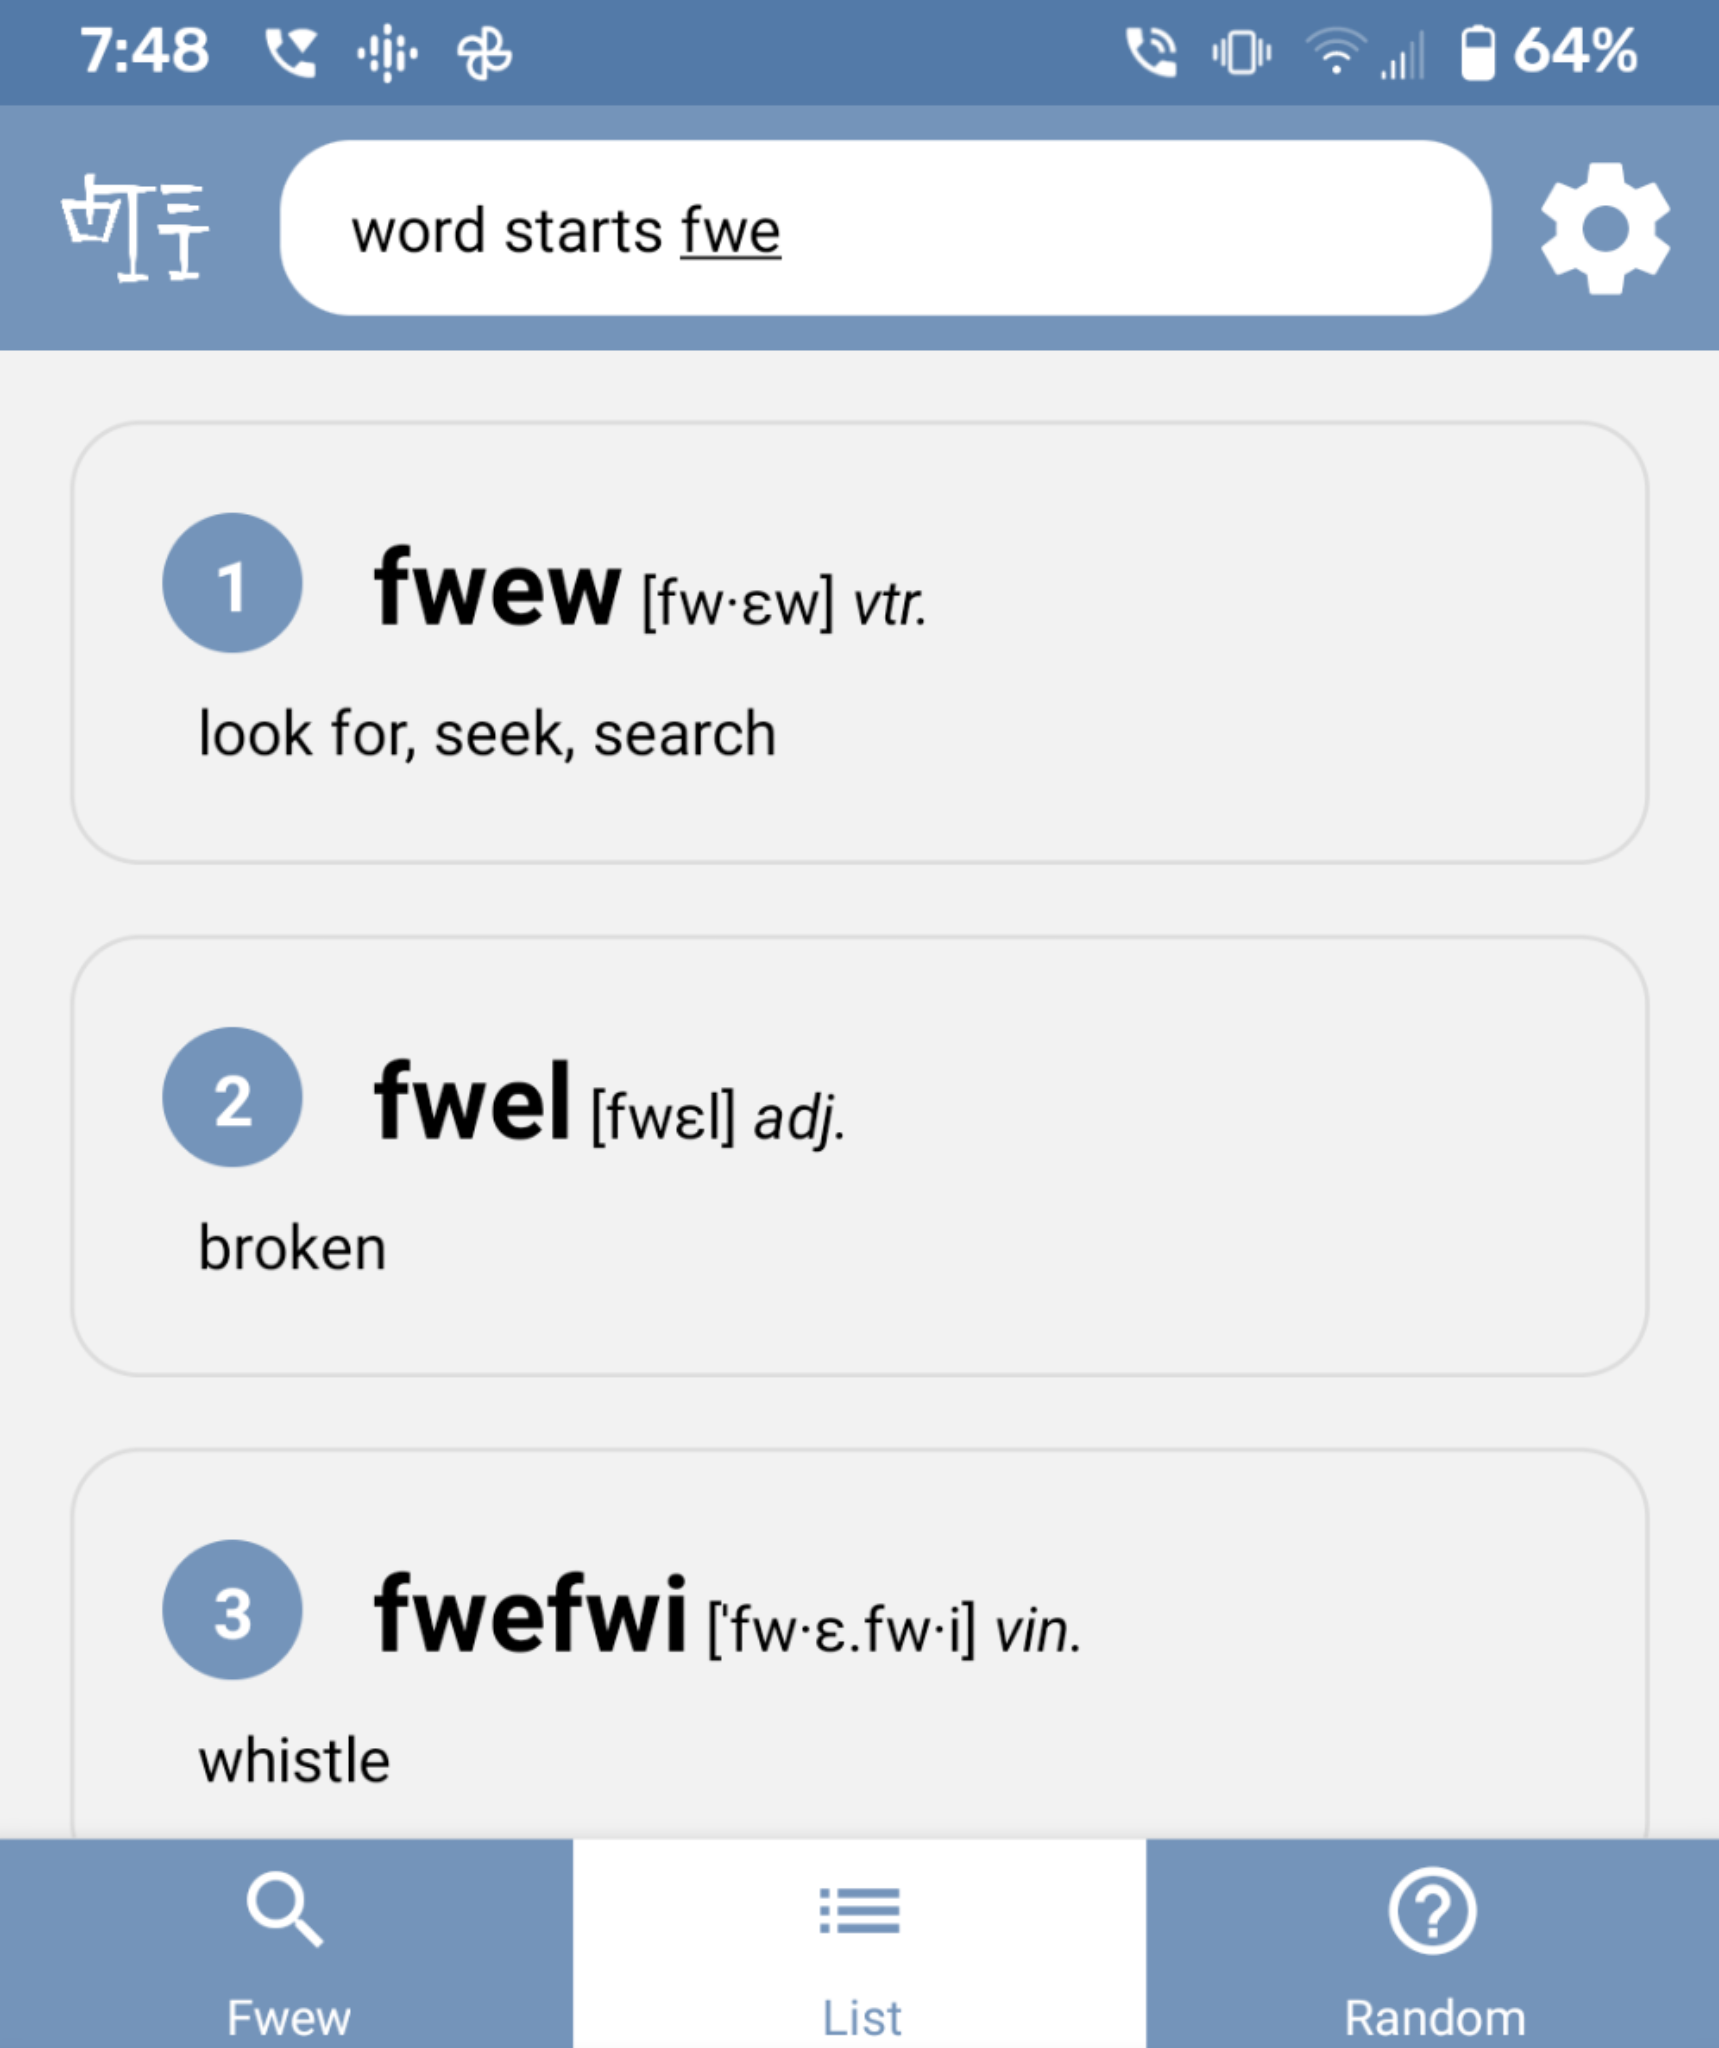 7:48 64%
word starts fwe
1 fwew [fw·ɛw] vtr.
look for, seek, search
2 fwel [fwɛl] adj.
broken
3 fwefwi ['fw·ɛ.fw·i] vin.
whistle
Fwew List Random